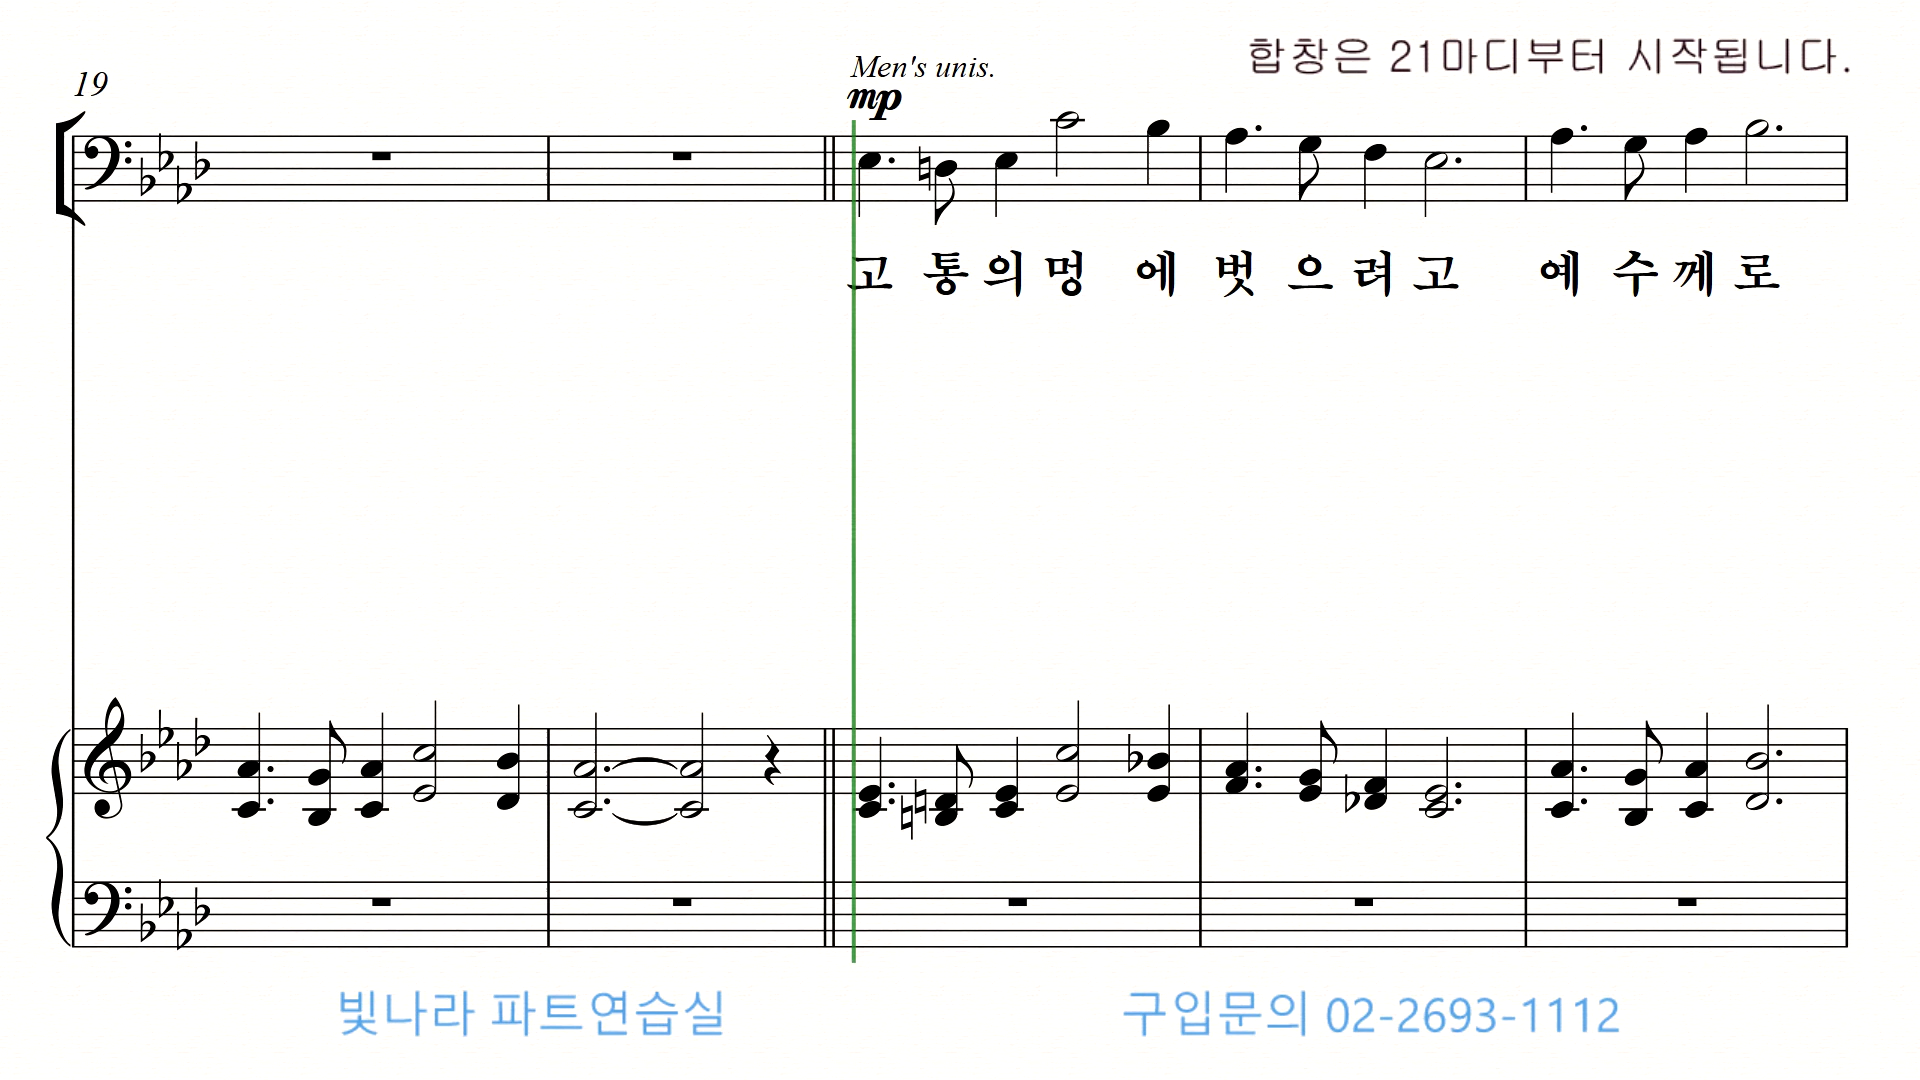 합창은 21마디부터 시작됩니다.
19
Men's unis.
mp
고 통 의 멍 에 벗 으 려 고 예 수 께 로
빛나라 파트연습실
구입문의 02-2693-1112